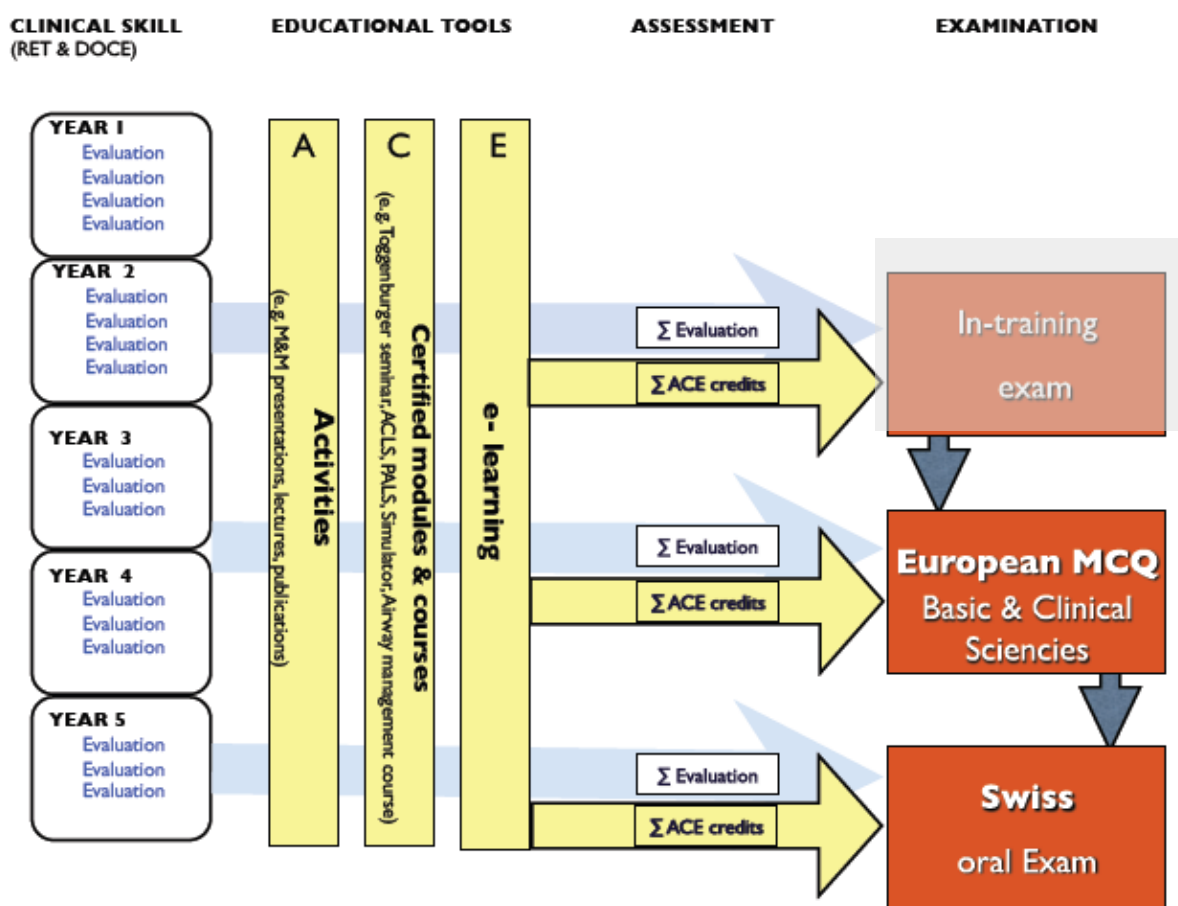 CLINICAL SKILL
(RET & DOCE)
EDUCATIONAL TOOLS
ASSESSMENT
EXAMINATION
YEAR 1
Evaluation
Evaluation
Evaluation
Evaluation
YEAR 2
Evaluation
Evaluation
Evaluation
Evaluation
YEAR 3
Evaluation
Evaluation
Evaluation
YEAR 4
Evaluation
Evaluation
Evaluation
YEAR 5
Evaluation
Evaluation
Evaluation
A
Activities
(e.g. M&M presentations, lectures, publications)
C
Certified modules & courses
(e.g. Toggenburger seminar, ACLS, PALS, Simulator, Airway management course)
E
e- learning
∑ Evaluation
∑ ACE credits
∑ Evaluation
∑ ACE credits
∑ Evaluation
∑ ACE credits
In-training
exam
European MCQ
Basic & Clinical
Sciencies
Swiss
oral Exam